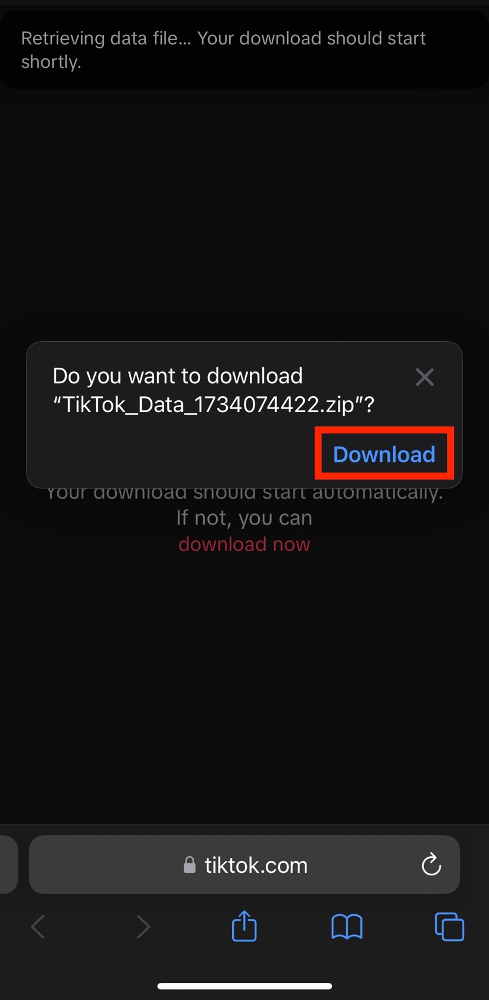 Retrieving data file... Your download should start
shortly.
Do you want to download
“TikTok_Data_1734074422.zip”?
Download
Your download should start automatically.
If not, you can
download now
tiktok.com